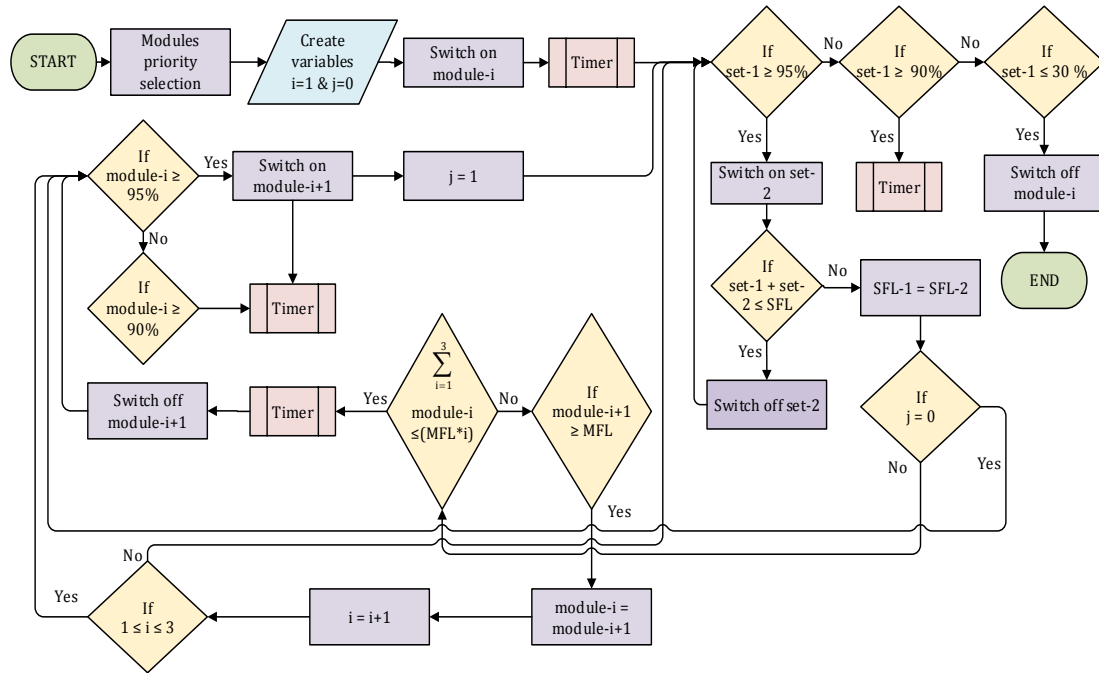 START
Modules
priority
selection
Create
variables
i=1 & j=0
Switch on
module-i
Timer
If
set-1 ≥ 95%
No
If
set-1 ≥ 90%
No
If
set-1 ≤ 30 %
Yes
Yes
Yes
Switch on set-
2
Timer
Switch off
module-i
END
If
set-1 + set-
2 ≤ SFL
No
SFL-1 = SFL-2
Yes
Switch off set-2
If
j = 0
No
Yes
If
module-i ≥
95%
Yes
Switch on
module-i+1
j = 1
No
If
module-i ≥
90%
Timer
Switch off
module-i+1
Timer
Yes
3
∑
i=1
module-i
≤(MFL*i)
No
If
module-i+1
≥ MFL
Yes
No
Yes
If
1 ≤ i ≤ 3
i = i+1
module-i =
module-i+1